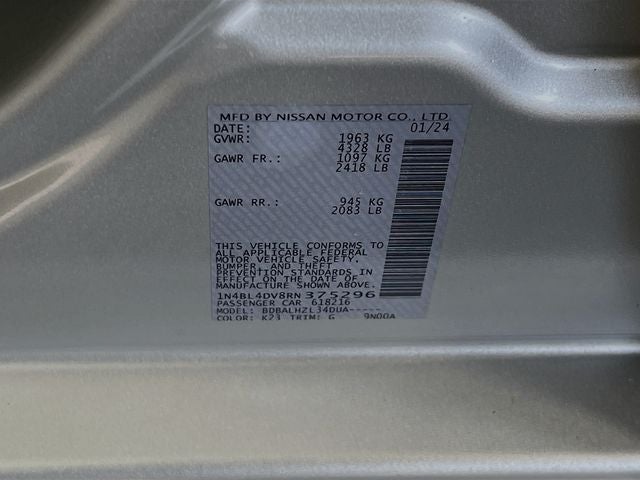 MFD BY NISSAN MOTOR CO., LTD.
DATE: 01/24
GVWR: 1963 KG
4328 LB
GAWR FR.: 1097 KG
2418 LB
GAWR RR.: 945 KG
2083 LB
THIS VEHICLE CONFORMS TO
ALL APPLICABLE FEDERAL
MOTOR VEHICLE SAFETY,
BUMPER, AND THEFT
PREVENTION STANDARDS IN
EFFECT ON THE DATE OF
MANUFACTURE SHOWN ABOVE.
1N4BL4DV8RN375296
PASSENGER CAR 618216
MODEL: BDBALHZL34DUA-----
COLOR: K23 TRIM: G 9N00A